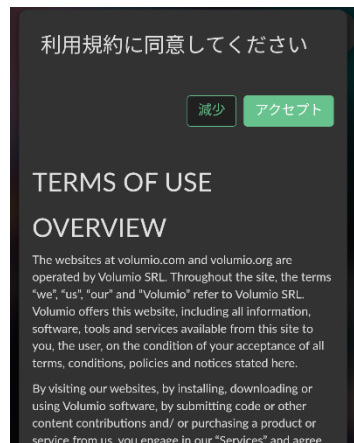 利用規約に同意してください
減少 アクセプト
TERMS OF USE
OVERVIEW
The websites at volumio.com and volumio.org are
operated by Volumio SRL. Throughout the site, the terms
“we”, “us”, “our” and “Volumio” refer to Volumio SRL.
Volumio offers this website, including all information,
software, tools and services available from this site to
you, the user, on the condition of your acceptance of all
terms, conditions, policies and notices stated here.
By visiting our websites, by installing, downloading or
using Volumio software, by submitting code or other
content contributions and/ or purchasing a product or
service from us, you engage in our “Services” and agree